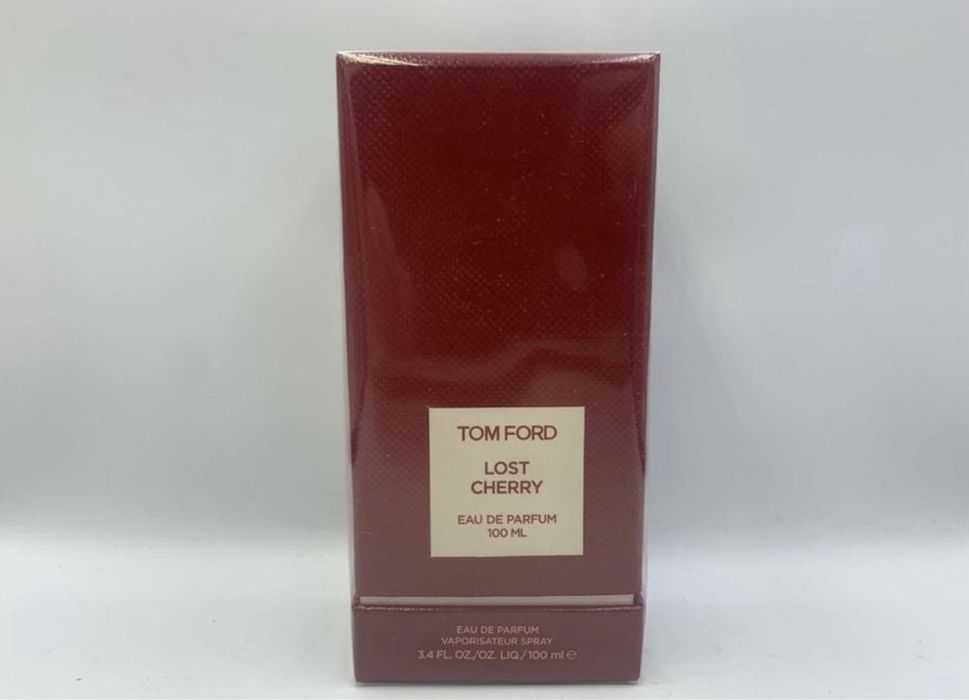 TOM FORD
LOST
CHERRY
EAU DE PARFUM
100 ML
EAU DE PARFUM
VAPORISATEUR SPRAY
3.4 FL. OZ./OZ. LIQ./100 ml ℮